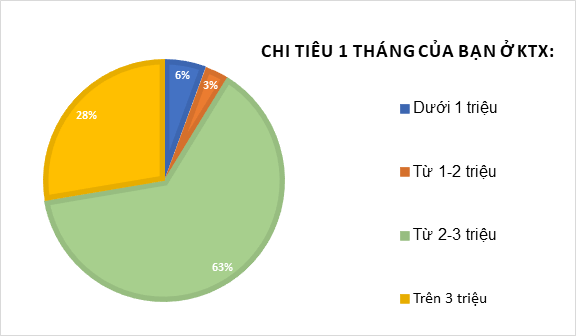 CHI TIÊU 1 THÁNG CỦA BẠN Ở KTX:
6%
3%
28%
63%
Dưới 1 triệu
Từ 1-2 triệu
Từ 2-3 triệu
Trên 3 triệu